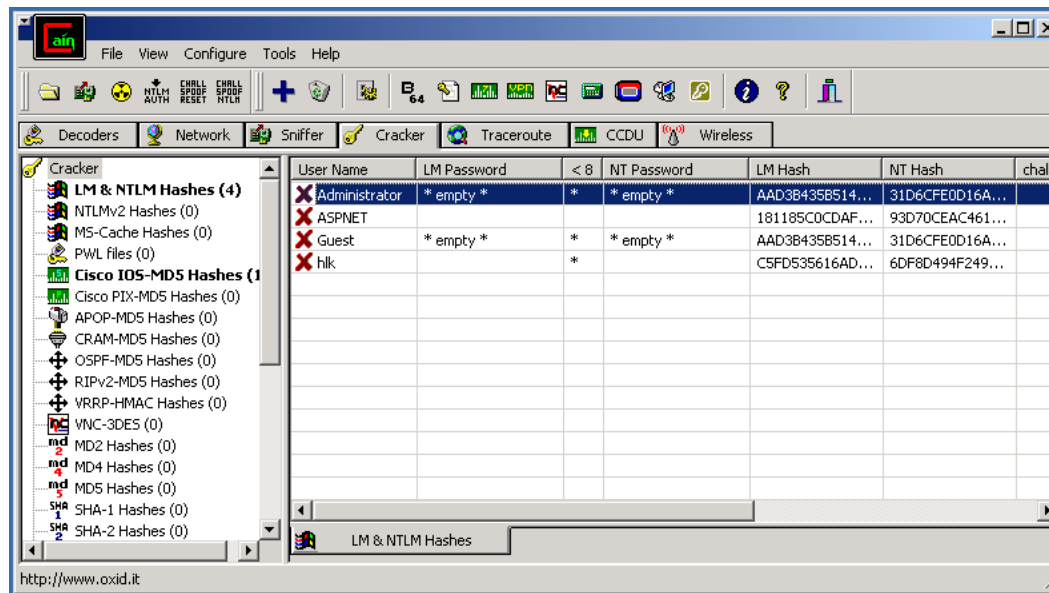 Cain
File View Configure Tools Help
NTLM AUTH CHALL SPOOF RESET CHALL SPOOF NTLM B64
Decoders Network Sniffer Cracker Traceroute CCDU Wireless
Cracker
LM & NTLM Hashes (4)
NTLMv2 Hashes (0)
MS-Cache Hashes (0)
PWL files (0)
Cisco IOS-MD5 Hashes (1
Cisco PIX-MD5 Hashes (0)
APOP-MD5 Hashes (0)
CRAM-MD5 Hashes (0)
OSPF-MD5 Hashes (0)
RIPv2-MD5 Hashes (0)
VRRP-HMAC Hashes (0)
VNC-3DES (0)
MD2 Hashes (0)
MD4 Hashes (0)
MD5 Hashes (0)
SHA-1 Hashes (0)
SHA-2 Hashes (0)
User Name LM Password < 8 NT Password LM Hash NT Hash chal
Administrator * empty * * * empty * AAD3B435B514... 31D6CFE0D16A...
ASPNET 181185C0CDAF... 93D70CEAC461...
Guest * empty * * * empty * AAD3B435B514... 31D6CFE0D16A...
hlk * C5FD535616AD... 6DF8D494F249...
LM & NTLM Hashes
http://www.oxid.it